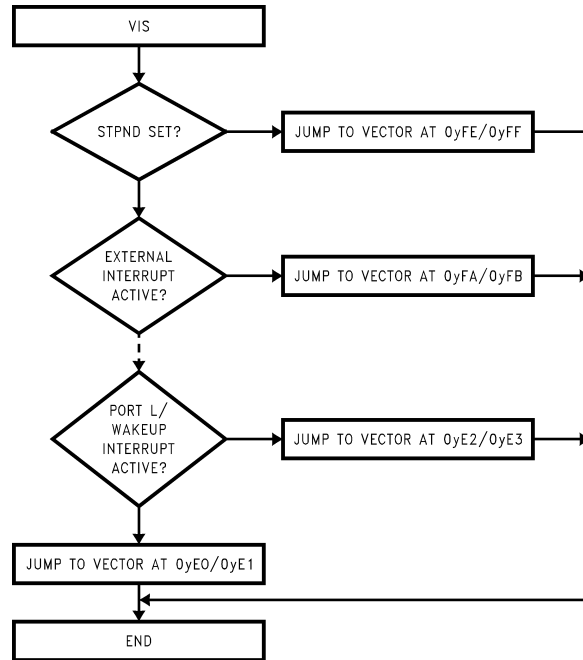 VIS
STPND SET?
JUMP TO VECTOR AT 0yFE/0yFF
EXTERNAL
INTERRUPT
ACTIVE?
JUMP TO VECTOR AT 0yFA/0yFB
PORT L/
WAKEUP
INTERRUPT
ACTIVE?
JUMP TO VECTOR AT 0yE2/0yE3
JUMP TO VECTOR AT 0yE0/0yE1
END